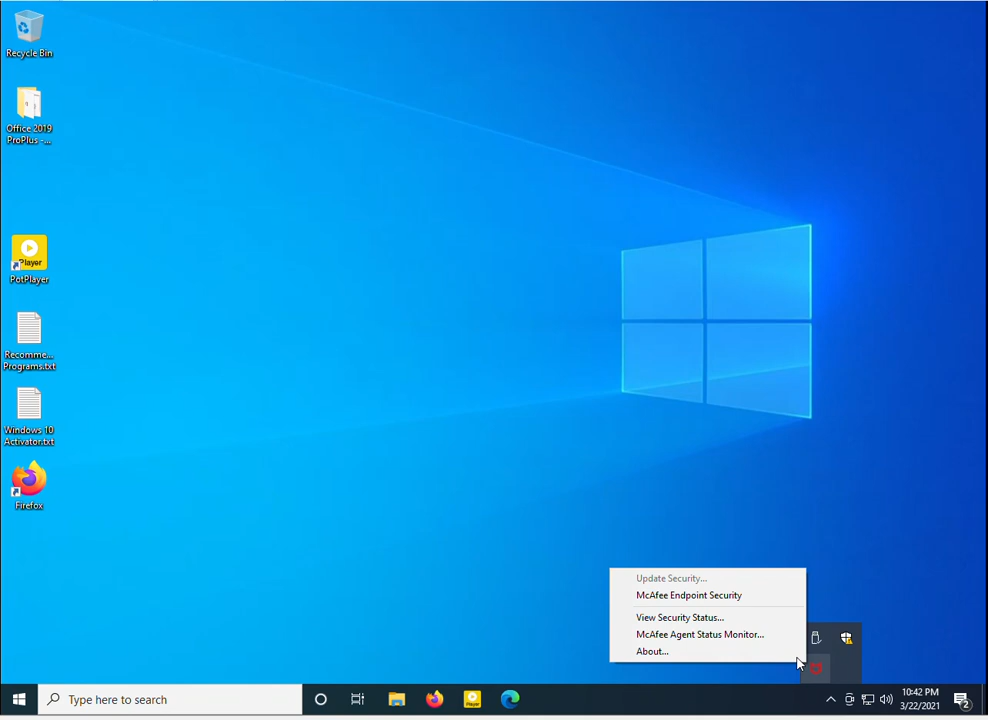 Recycle Bin
Office 2019
ProPlus -...
Player
PotPlayer
Recomme...
Programs.txt
Windows 10
Activator.txt
Firefox
Update Security...
McAfee Endpoint Security
View Security Status...
McAfee Agent Status Monitor...
About...
Type here to search
10:42 PM
3/22/2021
2